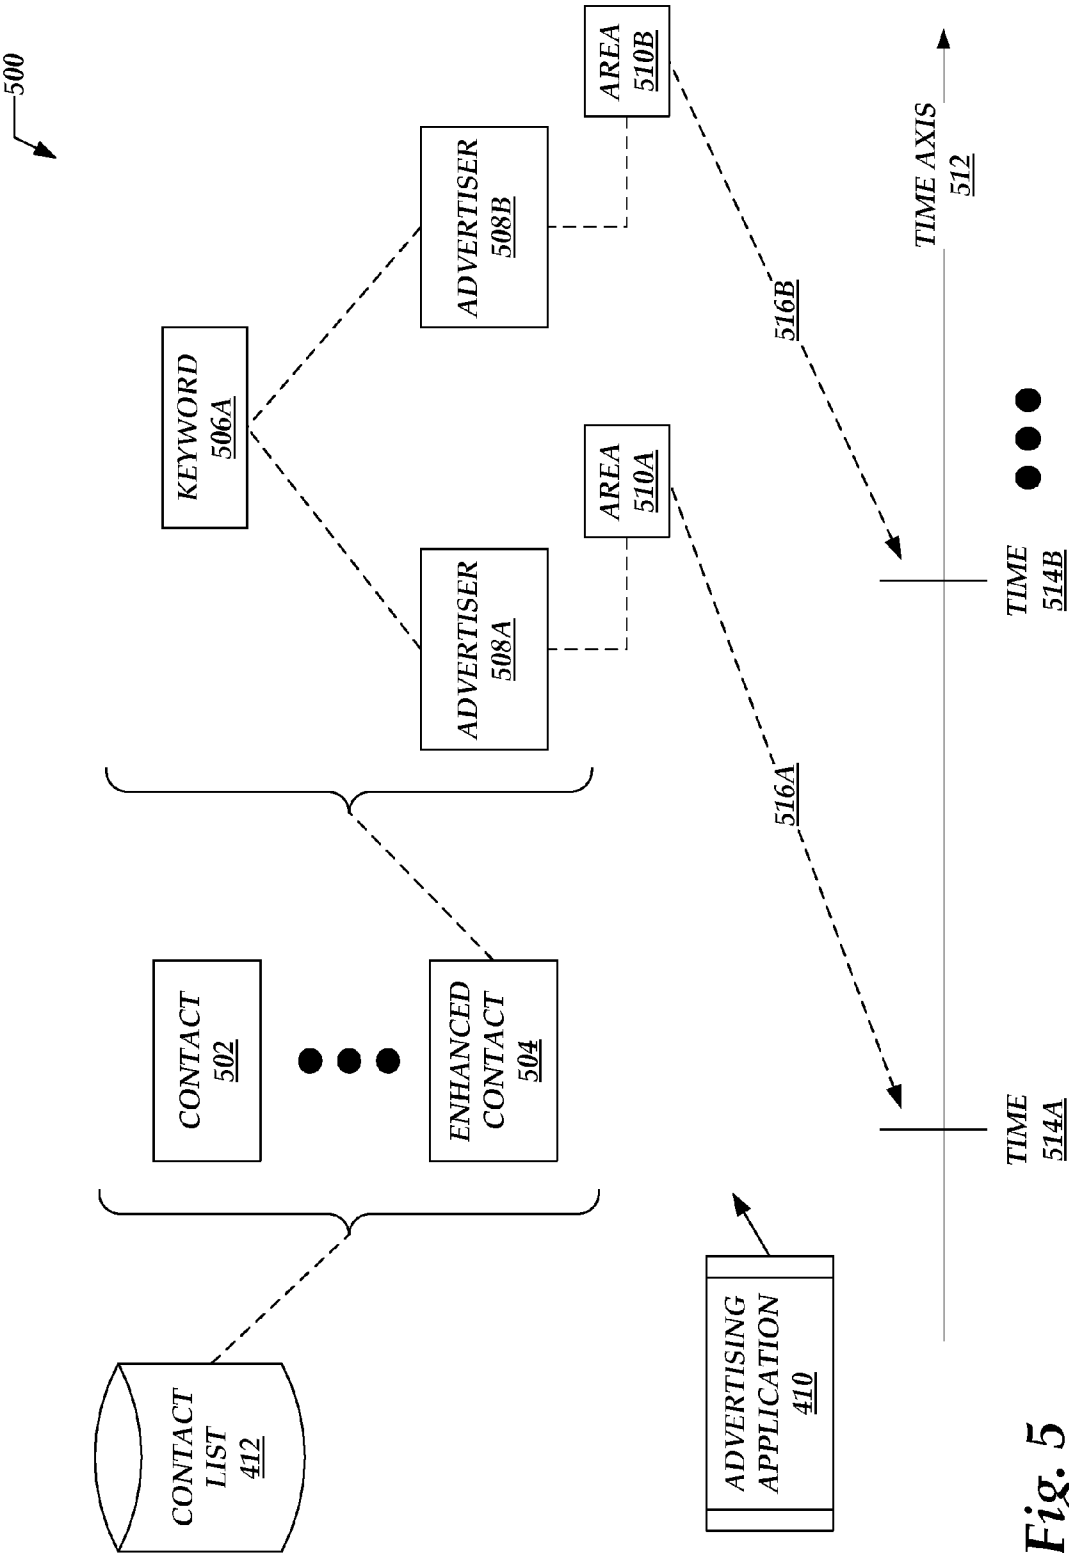 500
CONTACT
LIST
412
CONTACT
502
ENHANCED
CONTACT
504
KEYWORD
506A
ADVERTISER
508A
ADVERTISER
508B
AREA
510A
AREA
510B
ADVERTISING
APPLICATION
410
516A
516B
TIME AXIS
512
TIME
514A
TIME
514B
Fig. 5